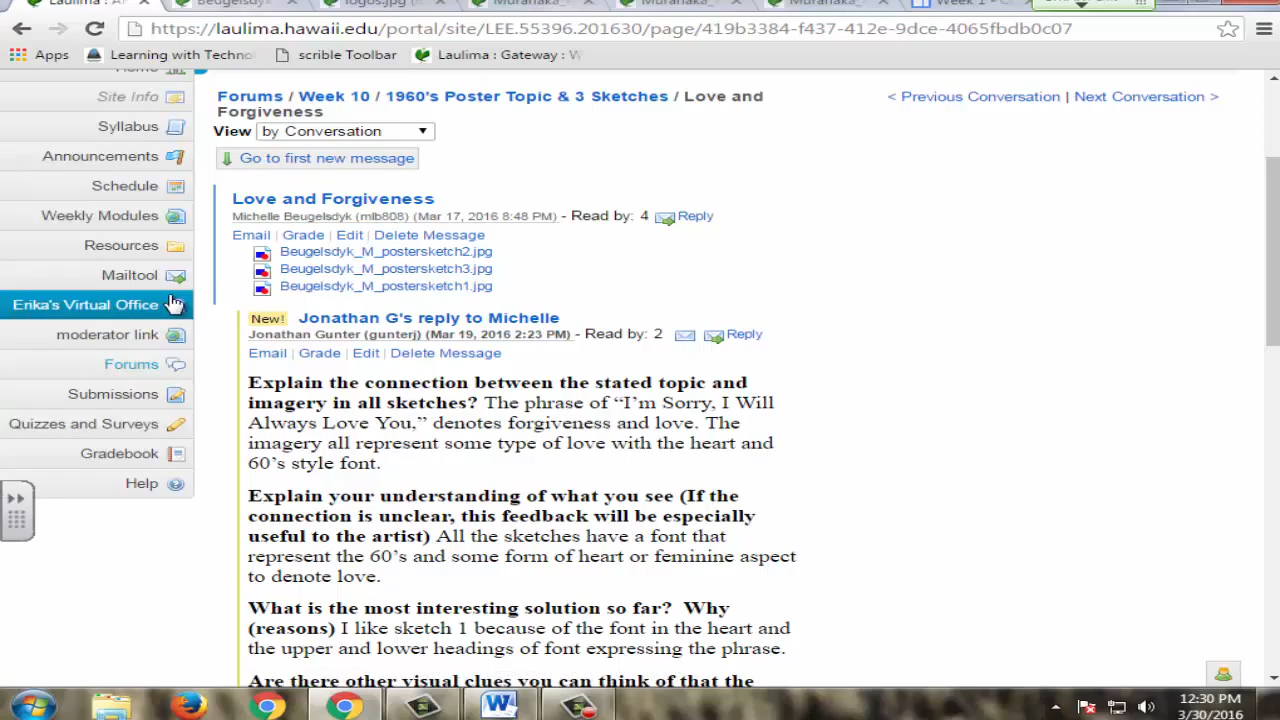 https://laulima.hawaii.edu/portal/site/LEE.55396.201630/page/419b3384-f437-412e-9dce-4065fbdb0c07
Apps Learning with Techno scrible Toolbar Laulima : Gateway : W
Home
Site Info
Syllabus
Announcements
Schedule
Weekly Modules
Resources
Mailtool
Erika's Virtual Office
moderator link
Forums
Submissions
Quizzes and Surveys
Gradebook
Help
Forums / Week 10 / 1960's Poster Topic & 3 Sketches / Love and
Forgiveness
< Previous Conversation | Next Conversation >
View by Conversation
Go to first new message
Love and Forgiveness
Michelle Beugelsdyk (mlb808) (Mar 17, 2016 8:48 PM) - Read by: 4 Reply
Email | Grade | Edit | Delete Message
Beugelsdyk_M_postersketch2.jpg
Beugelsdyk_M_postersketch3.jpg
Beugelsdyk_M_postersketch1.jpg
New! Jonathan G's reply to Michelle
Jonathan Gunter (gunterj) (Mar 19, 2016 2:23 PM) - Read by: 2 Reply
Email | Grade | Edit | Delete Message
Explain the connection between the stated topic and
imagery in all sketches? The phrase of “I’m Sorry, I Will
Always Love You,” denotes forgiveness and love. The
imagery all represent some type of love with the heart and
60’s style font.
Explain your understanding of what you see (If the
connection is unclear, this feedback will be especially
useful to the artist) All the sketches have a font that
represent the 60’s and some form of heart or feminine aspect
to denote love.
What is the most interesting solution so far? Why
(reasons) I like sketch 1 because of the font in the heart and
the upper and lower headings of font expressing the phrase.
Are there other visual clues you can think of that the
12:30 PM
3/30/2016